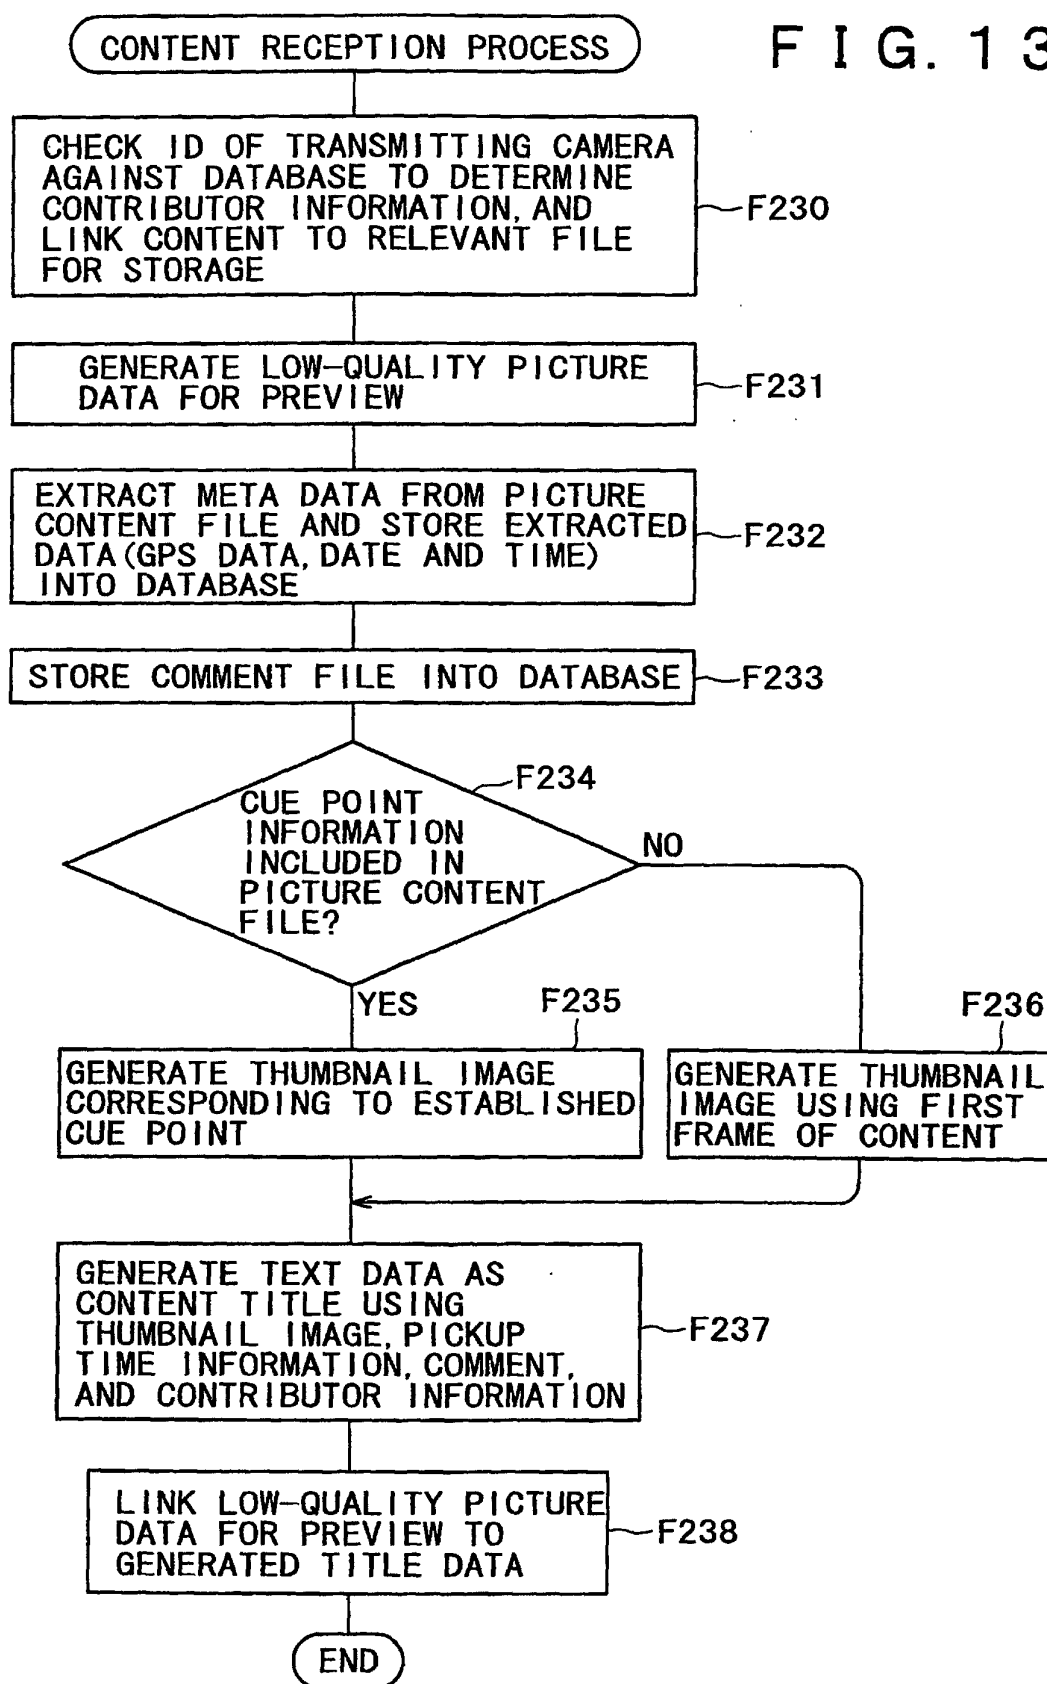 CONTENT RECEPTION PROCESS
FIG. 13
CHECK ID OF TRANSMITTING CAMERA
AGAINST DATABASE TO DETERMINE
CONTRIBUTOR INFORMATION, AND
LINK CONTENT TO RELEVANT FILE
FOR STORAGE
F230
GENERATE LOW-QUALITY PICTURE
DATA FOR PREVIEW
F231
EXTRACT META DATA FROM PICTURE
CONTENT FILE AND STORE EXTRACTED
DATA (GPS DATA, DATE AND TIME)
INTO DATABASE
F232
STORE COMMENT FILE INTO DATABASE
F233
F234
CUE POINT
INFORMATION
INCLUDED IN
PICTURE CONTENT
FILE?
NO
YES
F235
GENERATE THUMBNAIL IMAGE
CORRESPONDING TO ESTABLISHED
CUE POINT
F236
GENERATE THUMBNAIL
IMAGE USING FIRST
FRAME OF CONTENT
GENERATE TEXT DATA AS
CONTENT TITLE USING
THUMBNAIL IMAGE, PICKUP
TIME INFORMATION, COMMENT,
AND CONTRIBUTOR INFORMATION
F237
LINK LOW-QUALITY PICTURE
DATA FOR PREVIEW TO
GENERATED TITLE DATA
F238
END